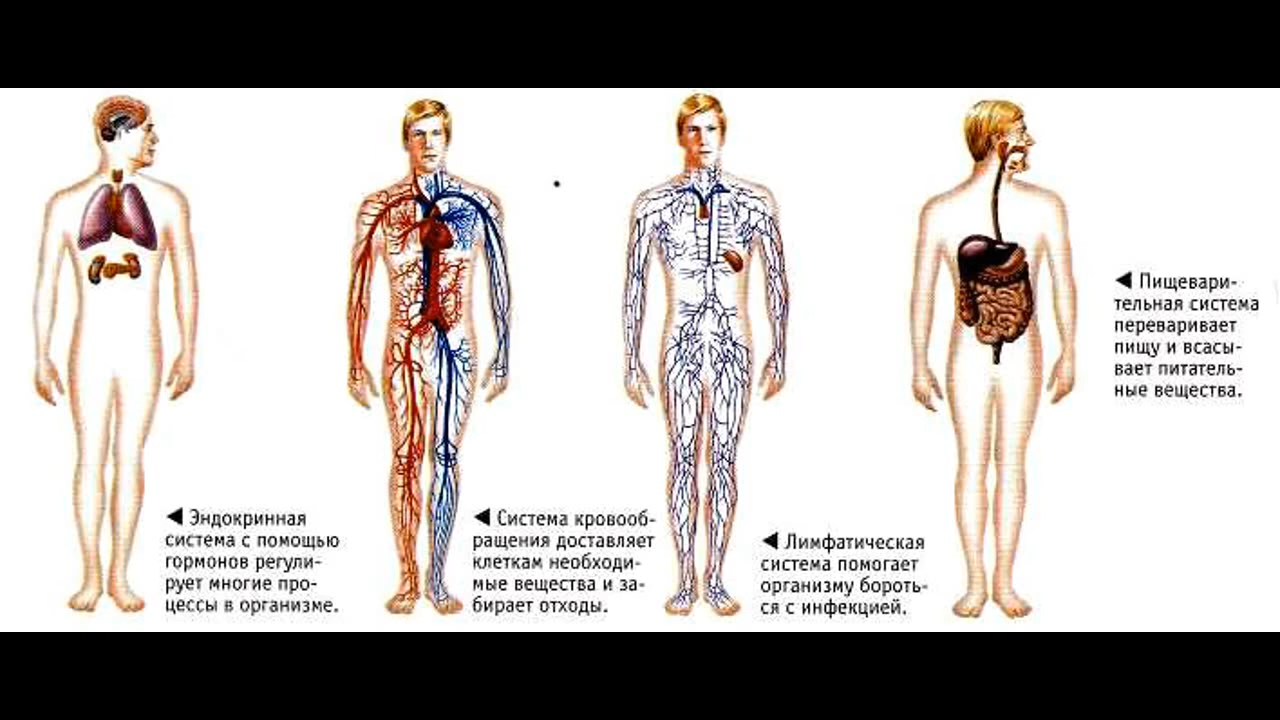 ◄ Эндокринная
система с помощью
гормонов регули-
рует многие про-
цессы в организме.
◄ Система кровооб-
ращения доставляет
клеткам необходи-
мые вещества и за-
бирает отходы.
◄ Лимфатическая
система помогает
организму бороть-
ся с инфекцией.
◄ Пищевари-
тельная система
переваривает
пищу и всасы-
вает питатель-
ные вещества.